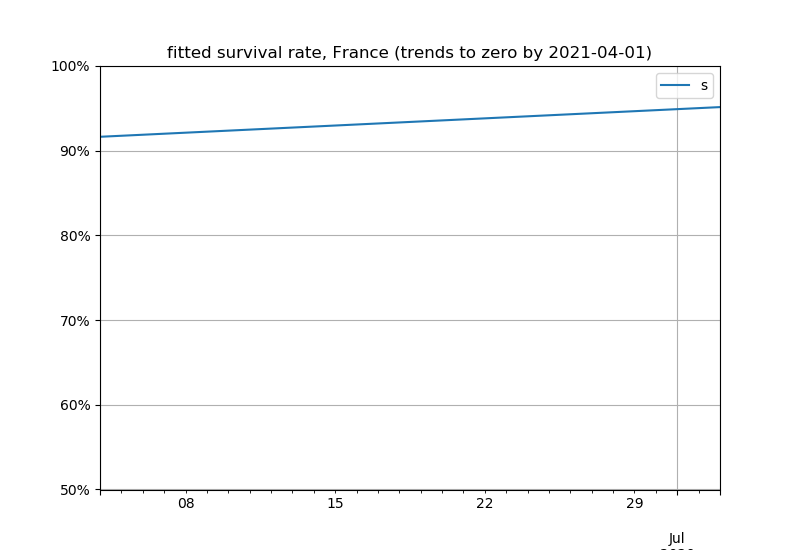 fitted survival rate, France (trends to zero by 2021-04-01)
100%
s
90%
80%
70%
60%
50%
08 15 22 29
Jul